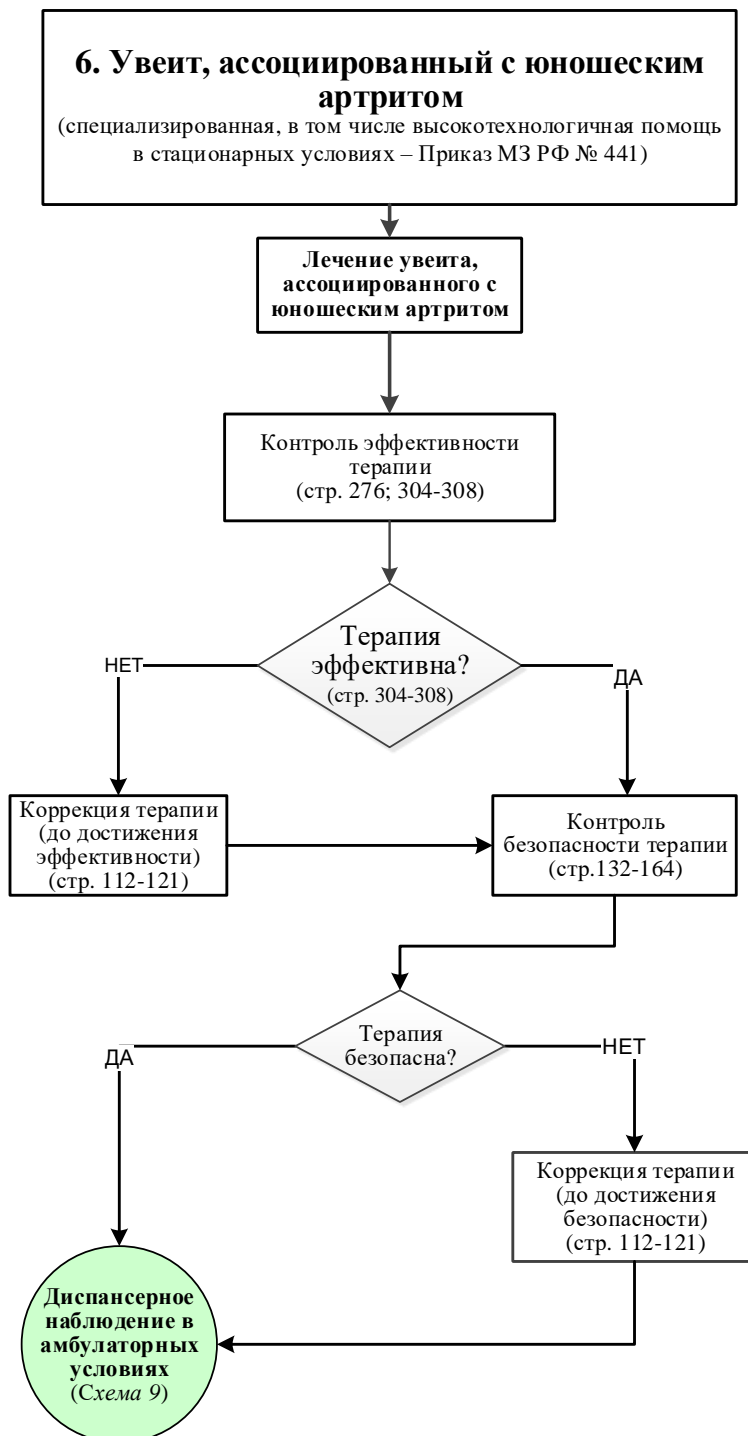 6. Увеит, ассоциированный с юношеским
артритом
(специализированная, в том числе высокотехнологичная помощь
в стационарных условиях – Приказ МЗ РФ № 441)
Лечение увеита,
ассоциированного с
юношеским артритом
Контроль эффективности
терапии
(стр. 276; 304-308)
Терапия
эффективна?
(стр. 304-308)
НЕТ
ДА
Коррекция терапии
(до достижения
эффективности)
(стр. 112-121)
Контроль
безопасности терапии
(стр.132-164)
Терапия
безопасна?
ДА
НЕТ
Коррекция терапии
(до достижения
безопасности)
(стр. 112-121)
Диспансерное
наблюдение в
амбулаторных
условиях
(Схема 9)